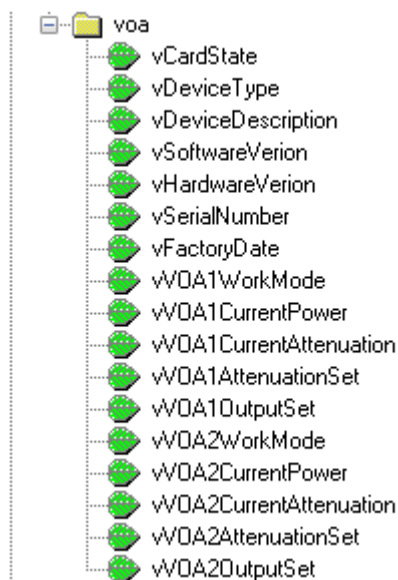 voa
vCardState
vDeviceType
vDeviceDescription
vSoftwareVerion
vHardwareVerion
vSerialNumber
vFactoryDate
vVOA1WorkMode
vVOA1CurrentPower
vVOA1CurrentAttenuation
vVOA1AttenuationSet
vVOA1OutputSet
vVOA2WorkMode
vVOA2CurrentPower
vVOA2CurrentAttenuation
vVOA2AttenuationSet
vVOA2OutputSet